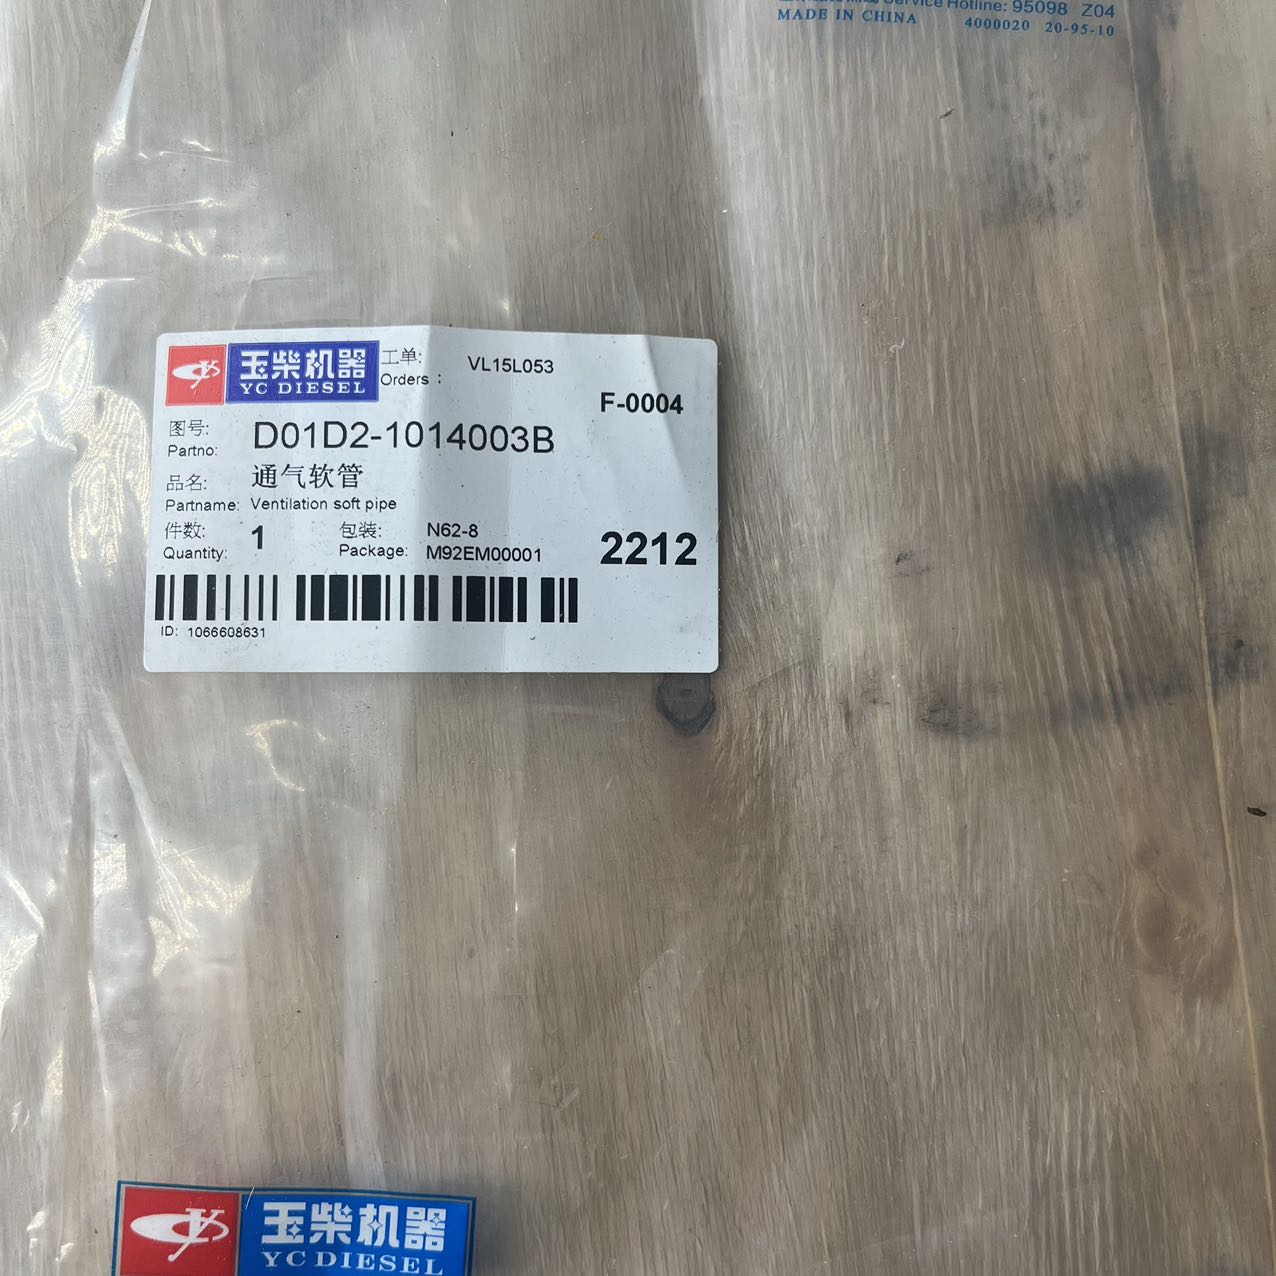 Service Hotline: 95098 Z04
MADE IN CHINA 4000020 20-95-10
玉柴机器
YC DIESEL
工单: VL15L053
Orders :
F-0004
图号:
Partno: D01D2-1014003B
品名: 通气软管
Partname: Ventilation soft pipe
件数: 1 包装: N62-8
Quantity: Package: M92EM00001
2212
ID: 1066608631
玉柴机器
YC DIESEL